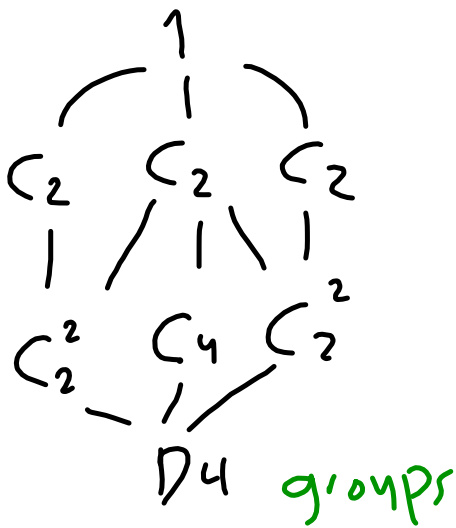 1
C₂ C₂ C₂
C₂² C₄ C₂²
D4 groups